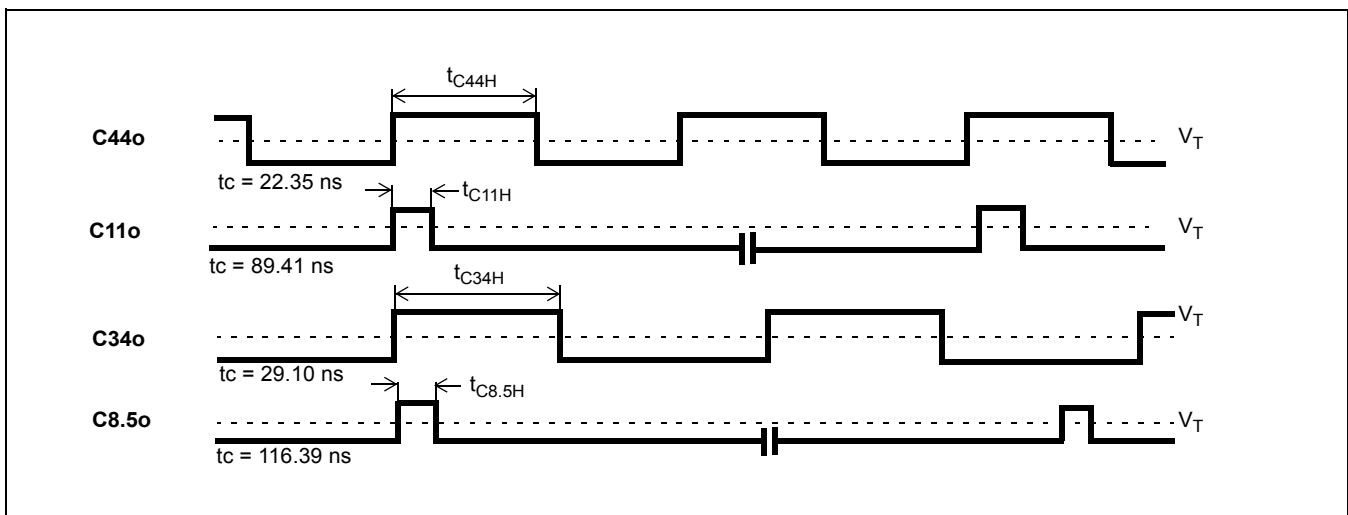 tC44H
C44o
VT
tc = 22.35 ns
tC11H
C11o
VT
tc = 89.41 ns
tC34H
VT
C34o
tc = 29.10 ns
tC8.5H
C8.5o
VT
tc = 116.39 ns